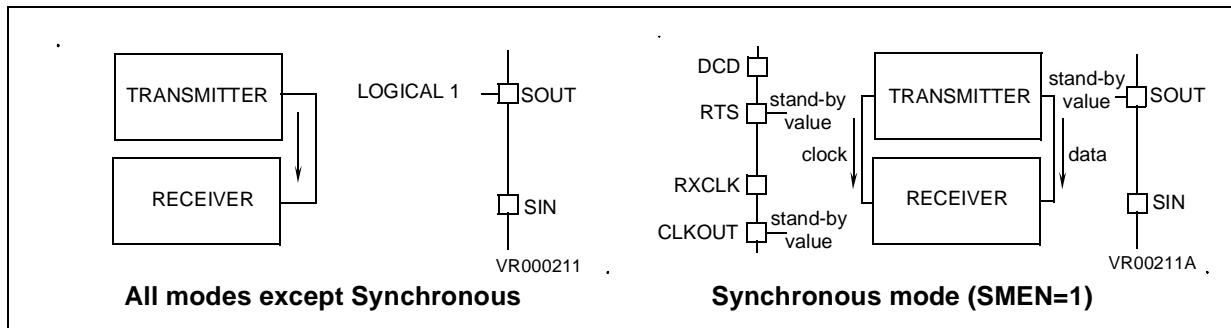 TRANSMITTER
RECEIVER
LOGICAL 1
SOUT
SIN
VR000211
All modes except Synchronous
DCD
RTS
stand-by
value
RXCLK
CLKOUT
stand-by
value
clock
TRANSMITTER
RECEIVER
data
stand-by
value
SOUT
SIN
VR00211A
Synchronous mode (SMEN=1)